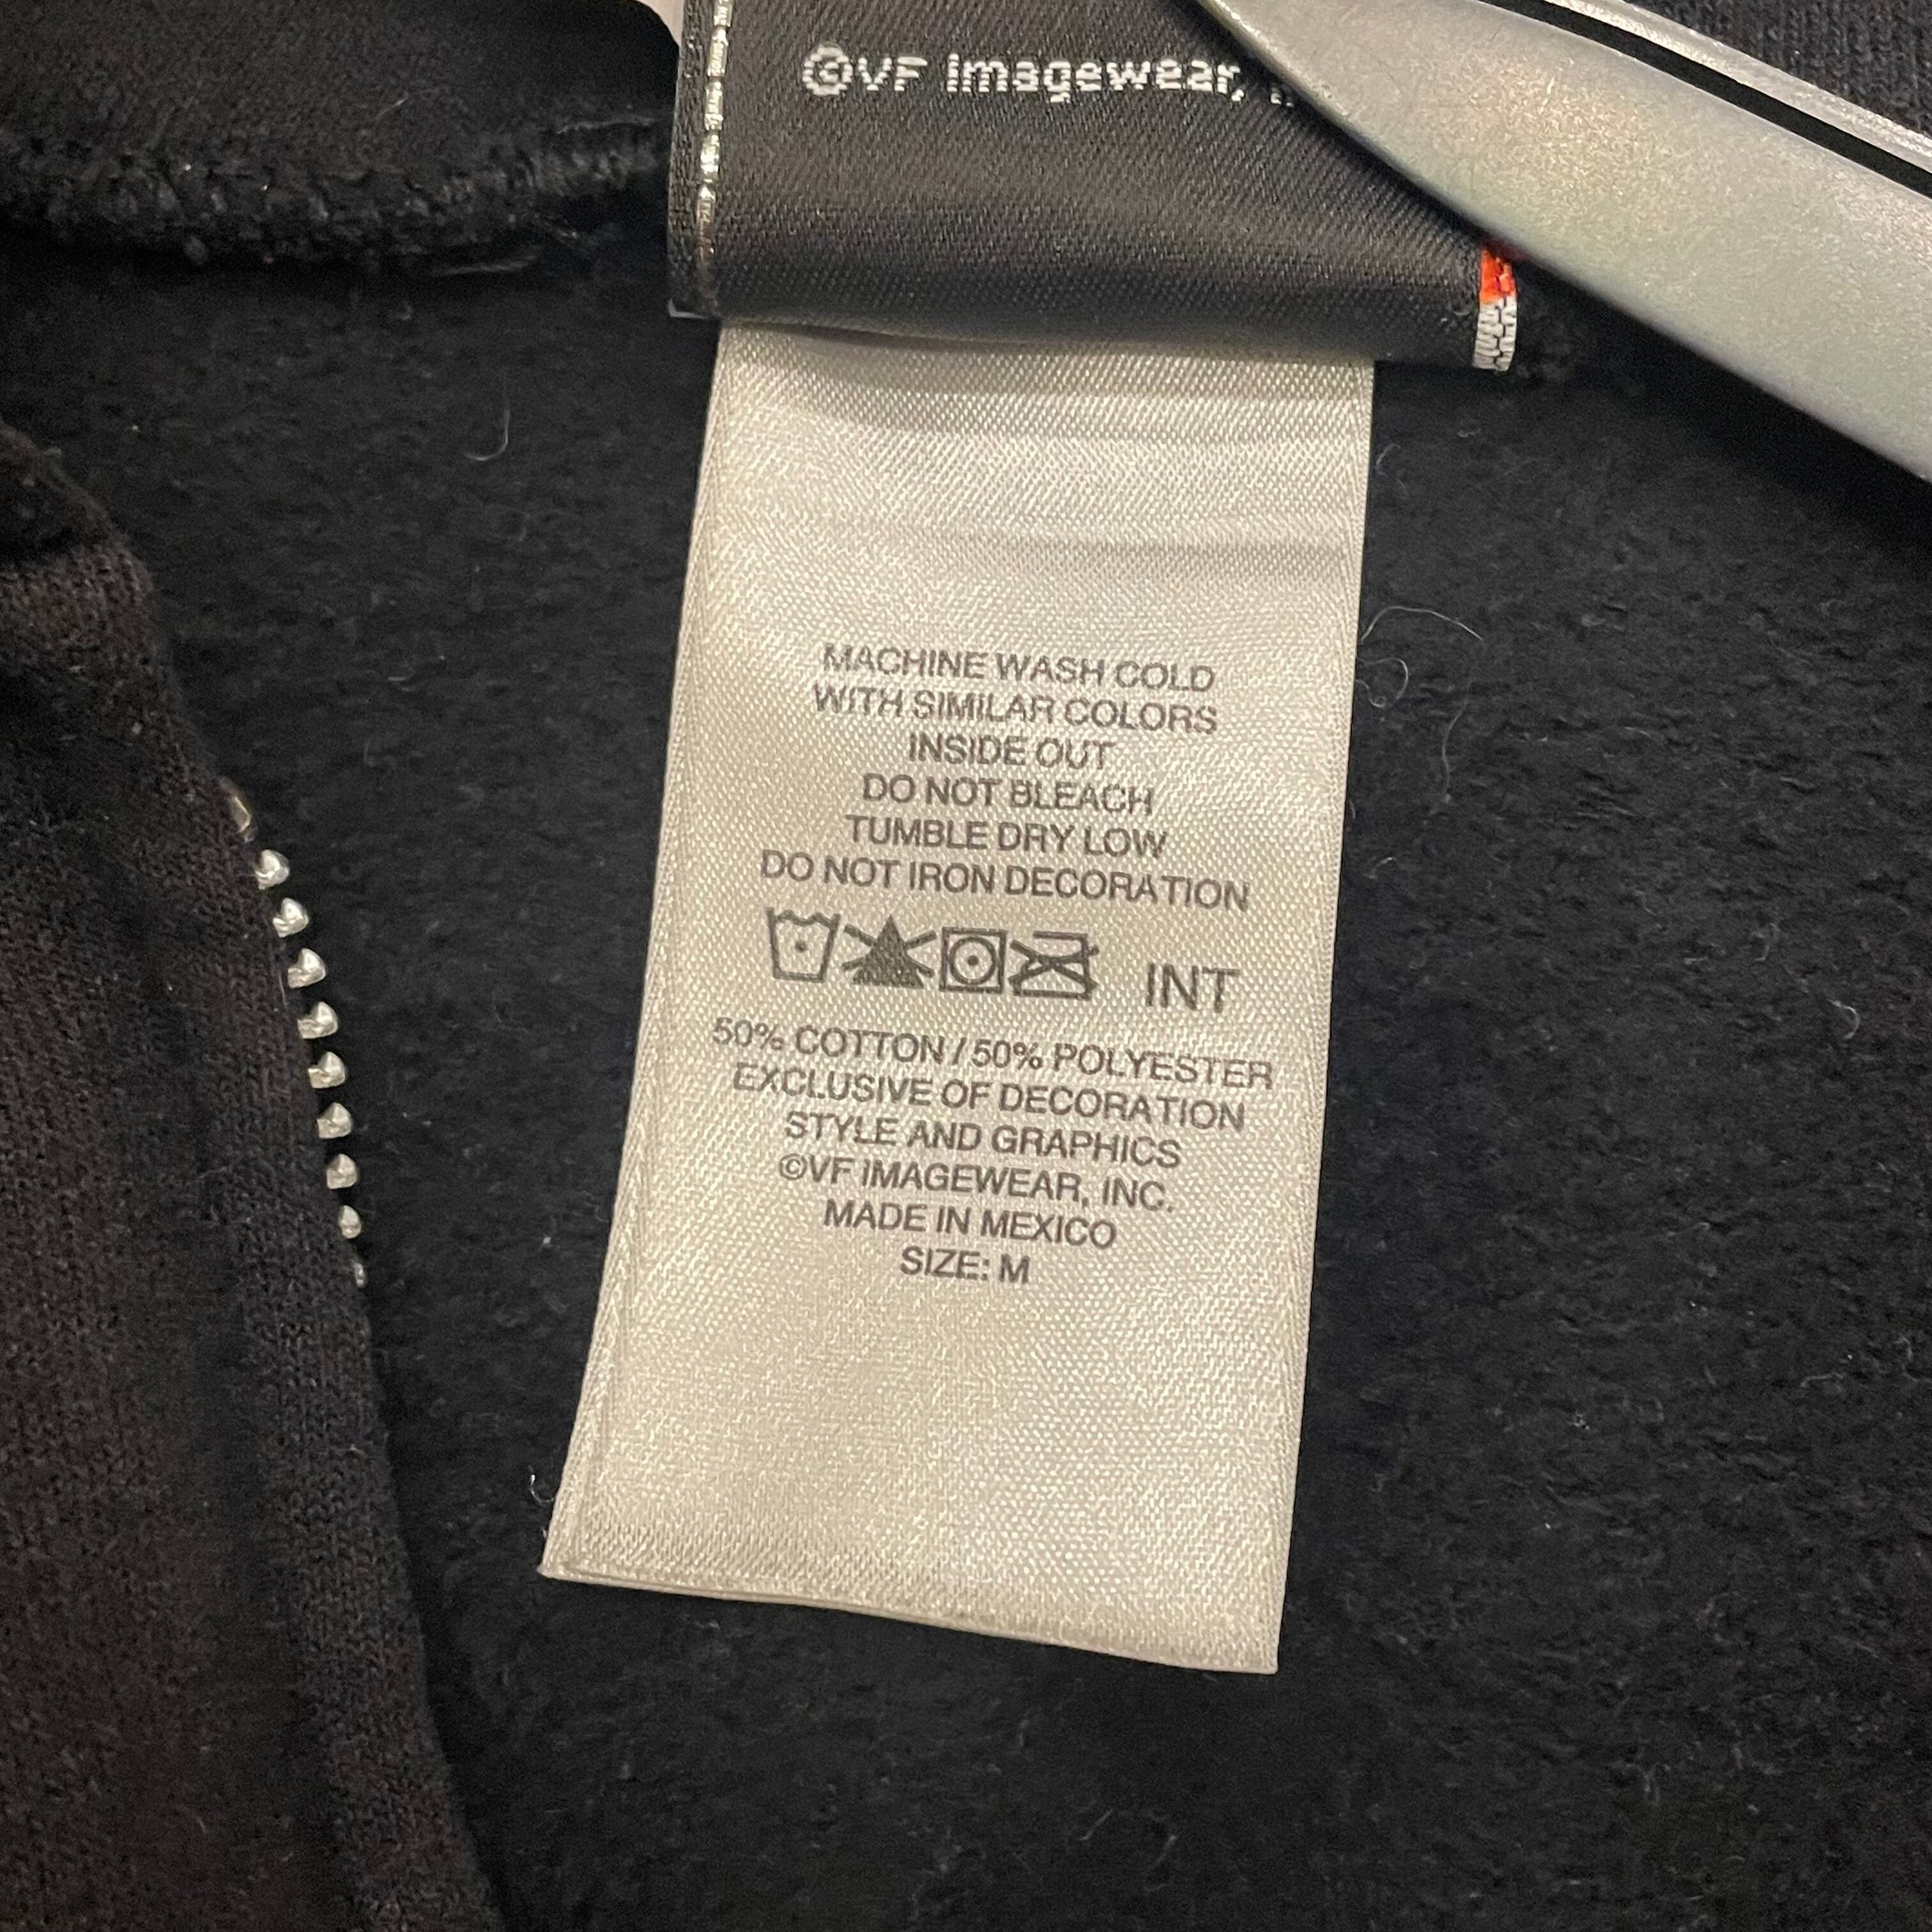 ©VF Imagewear,
MACHINE WASH COLD
WITH SIMILAR COLORS
INSIDE OUT
DO NOT BLEACH
TUMBLE DRY LOW
DO NOT IRON DECORATION
INT
50% COTTON / 50% POLYESTER
EXCLUSIVE OF DECORATION
STYLE AND GRAPHICS
©VF IMAGEWEAR, INC.
MADE IN MEXICO
SIZE: M